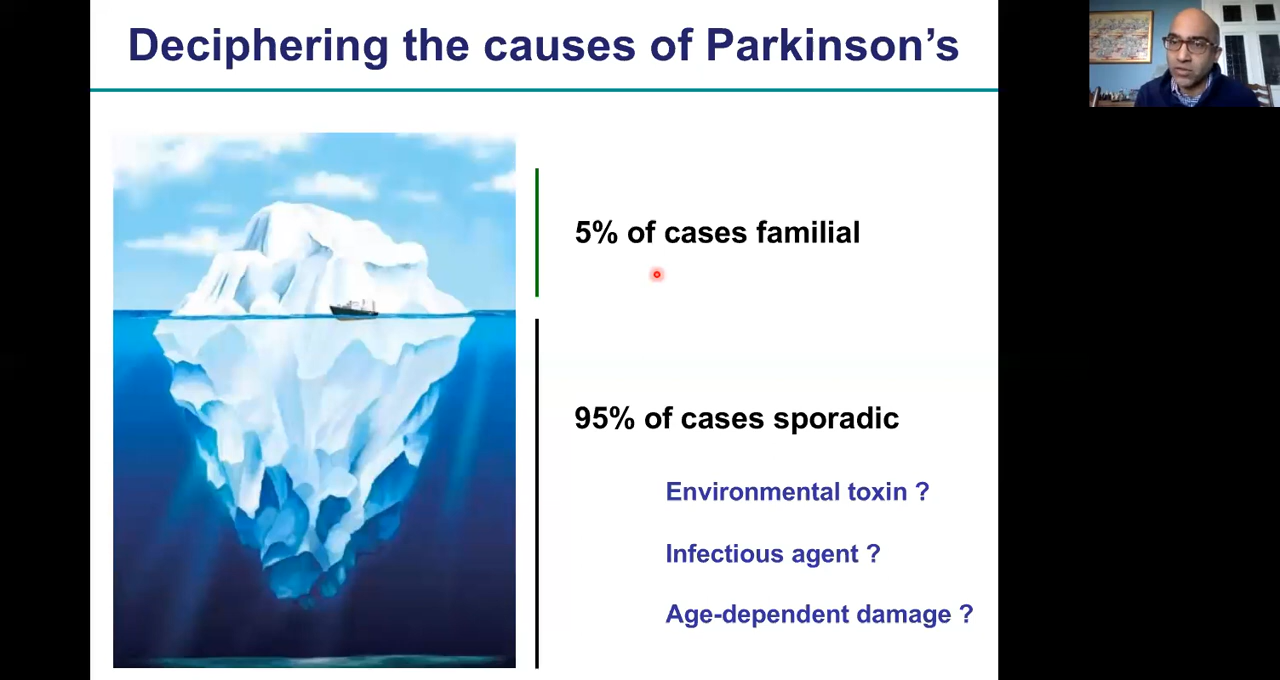 Deciphering the causes of Parkinson’s
5% of cases familial
95% of cases sporadic
Environmental toxin ?
Infectious agent ?
Age-dependent damage ?